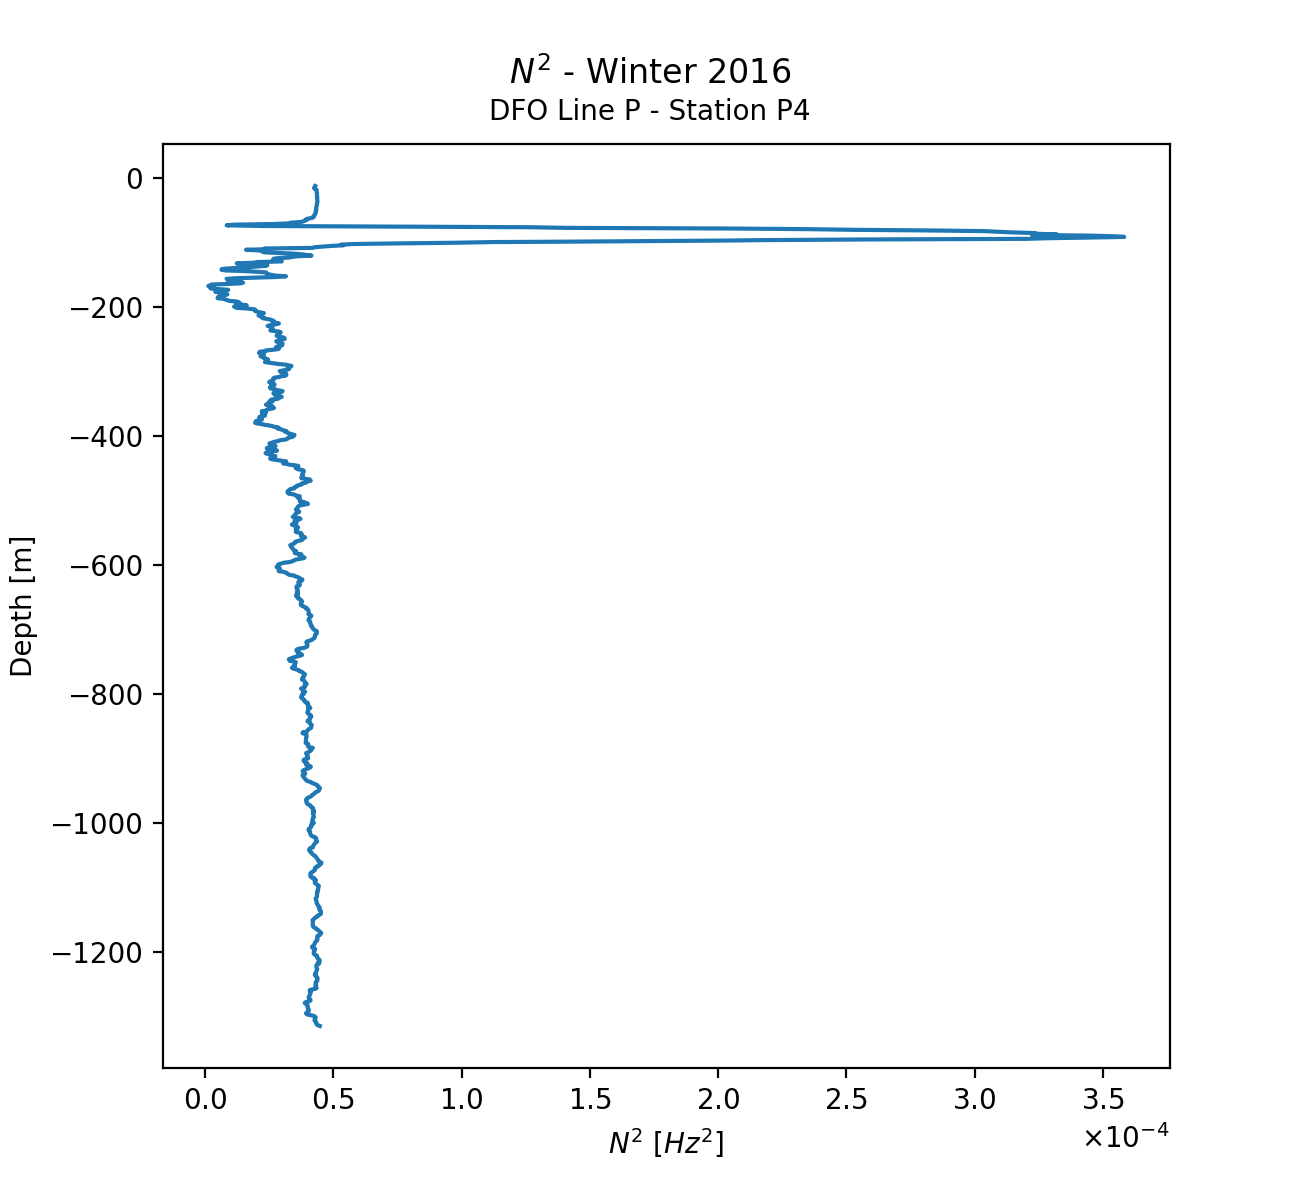 N² - Winter 2016
DFO Line P - Station P4
0
−200
−400
−600
−800
−1000
−1200
Depth [m]
0.0 0.5 1.0 1.5 2.0 2.5 3.0 3.5
×10⁻⁴
N² [Hz²]